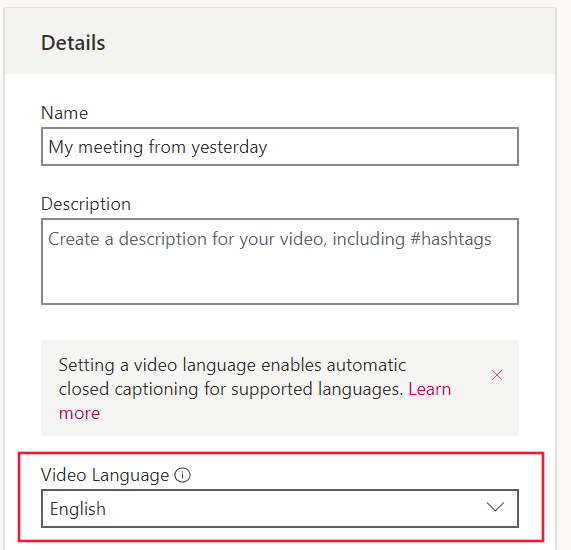 Details
Name
My meeting from yesterday
Description
Create a description for your video, including #hashtags
Setting a video language enables automatic
closed captioning for supported languages. Learn
more
Video Language
English